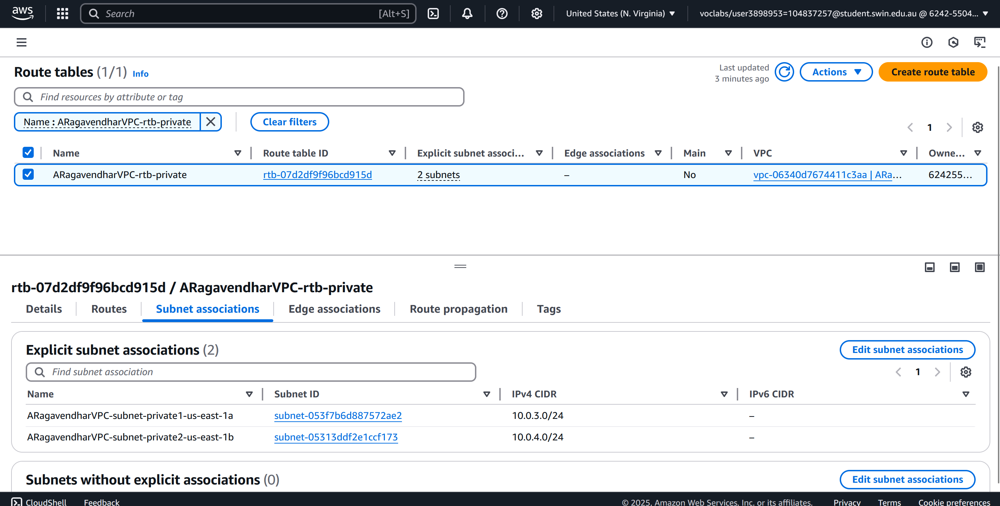 aws
Search [Alt+S]
United States (N. Virginia)
voclabs/user3898953=104837257@student.swin.edu.au @ 6242-5504...
Route tables (1/1) Info
Last updated
3 minutes ago
Actions
Create route table
Find resources by attribute or tag
Name : ARagavendharVPC-rtb-private
Clear filters
1
Name Route table ID Explicit subnet associ... Edge associations Main VPC Owne...
ARagavendharVPC-rtb-private rtb-07d2df9f96bcd915d 2 subnets – No vpc-06340d7674411c3aa | ARa... 624255...
rtb-07d2df9f96bcd915d / ARagavendharVPC-rtb-private
Details Routes Subnet associations Edge associations Route propagation Tags
Explicit subnet associations (2)
Edit subnet associations
Find subnet association
1
Name Subnet ID IPv4 CIDR IPv6 CIDR
ARagavendharVPC-subnet-private1-us-east-1a subnet-053f7b6d887572ae2 10.0.3.0/24 –
ARagavendharVPC-subnet-private2-us-east-1b subnet-05313ddf2e1ccf173 10.0.4.0/24 –
Subnets without explicit associations (0)
Edit subnet associations
CloudShell Feedback © 2025, Amazon Web Services, Inc. or its affiliates. Privacy Terms Cookie preferences